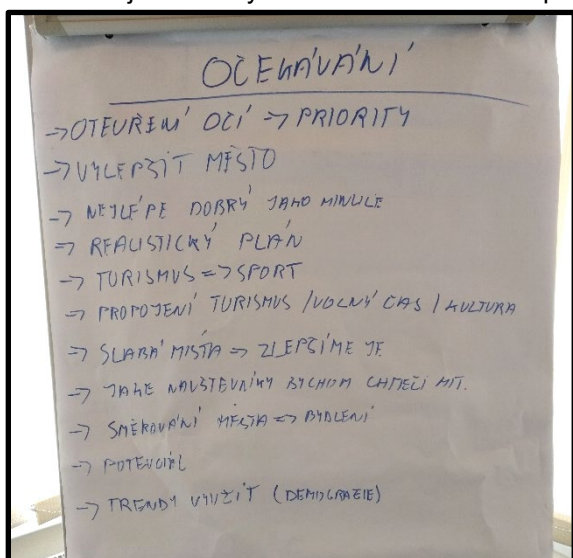 OČEKÁVÁNÍ
→ OTEVŘENÍ OČÍ → PRIORITY
→ VYLEPŠIT MĚSTO
→ NEJLÉPE DOBRÝ JAKO MINULE
→ REALISTICKÝ PLÁN
→ TURISMUS => SPORT
→ PROPOJENÍ TURISMUS / VOLNÝ ČAS / KULTURA
→ SLABÁ MÍSTA => ZLEPŠÍME JE
→ JAKÉ NÁVŠTĚVNÍKY BYCHOM CHTĚLI MÍT.
→ SMĚROVÁNÍ MĚSTA => BYDLENÍ
→ POTENCIÁL
→ TRENDY VYUŽÍT (DEMOGRAFIE)